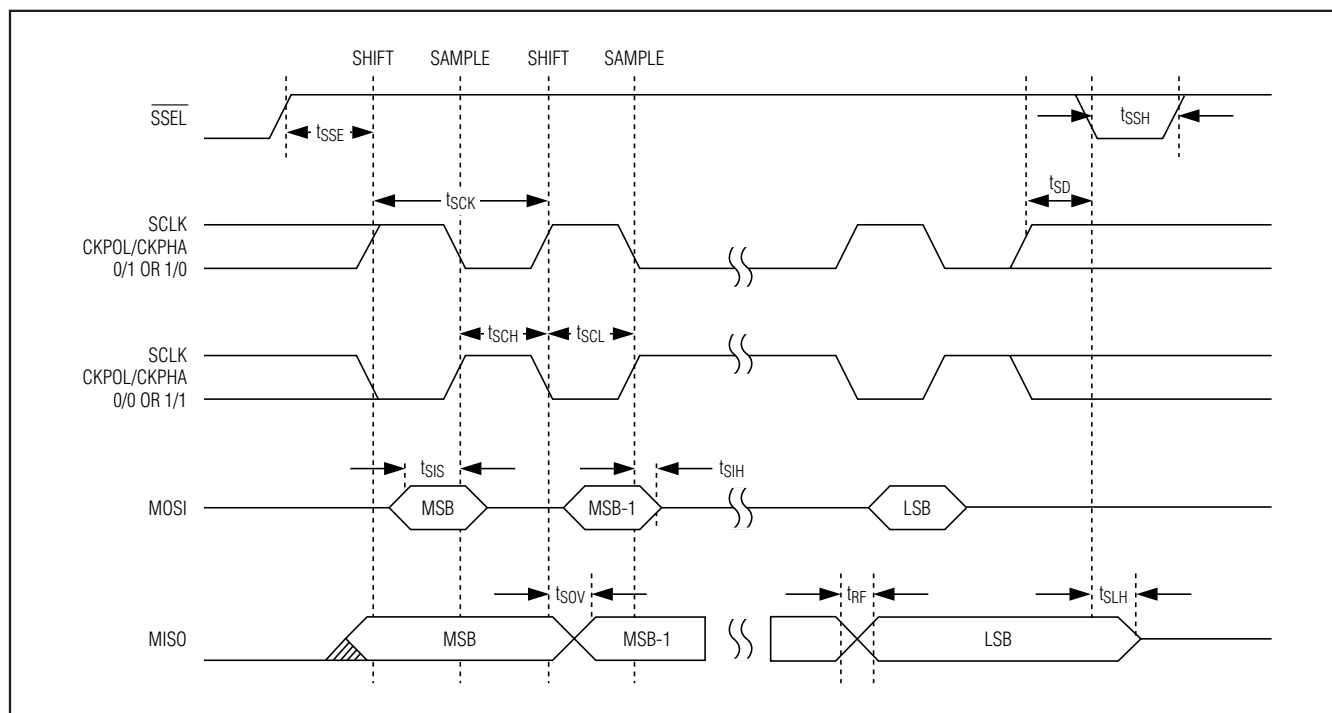 SHIFT SAMPLE SHIFT SAMPLE
SSEL
tSSE
tSSH
tSD
tSCK
SCLK
CKPOL/CKPHA
0/1 OR 1/0
tSCH
tSCL
SCLK
CKPOL/CKPHA
0/0 OR 1/1
tSIS
tSIH
MOSI
MSB
MSB-1
LSB
tSOV
tRF
tSLH
MISO
MSB
MSB-1
LSB